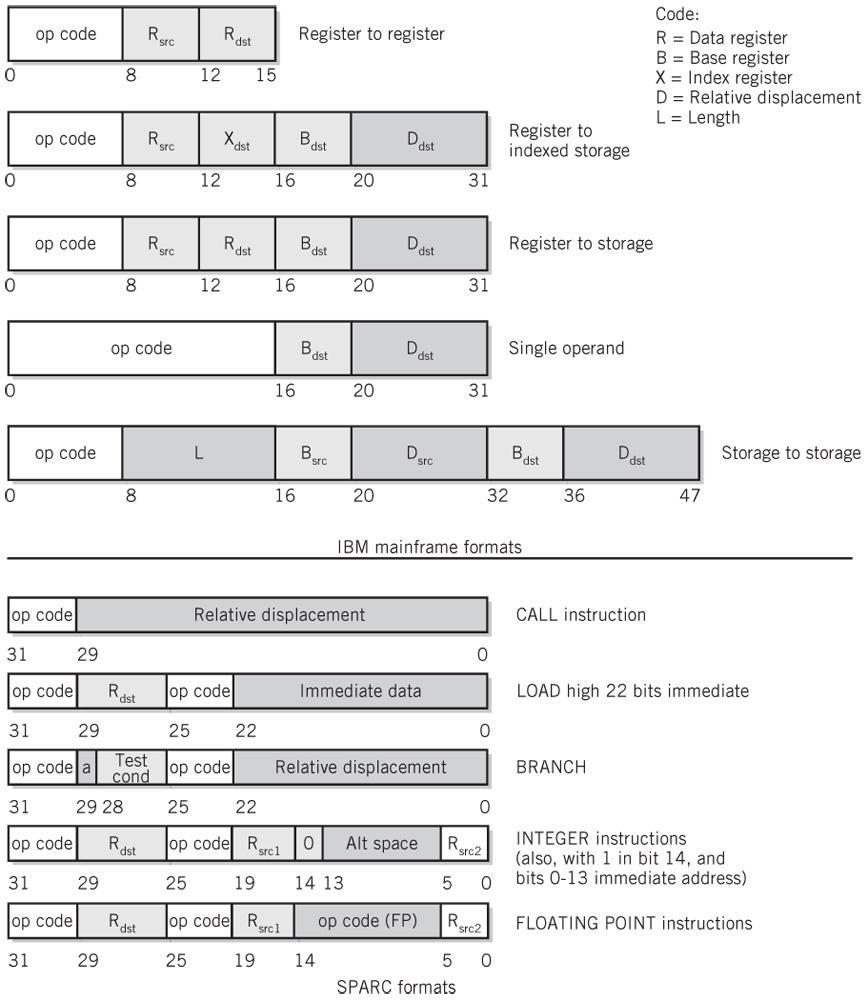 op code Rsrc Rdst Register to register
0 8 12 15
Code:
R = Data register
B = Base register
X = Index register
D = Relative displacement
L = Length
op code Rsrc Xdst Bdst Ddst Register to
indexed storage
0 8 12 16 20 31
op code Rsrc Rdst Bdst Ddst Register to storage
0 8 12 16 20 31
op code Bdst Ddst Single operand
0 16 20 31
op code L Bsrc Dsrc Bdst Ddst Storage to storage
0 8 16 20 32 36 47
IBM mainframe formats
op code Relative displacement CALL instruction
31 29 0
op code Rdst op code Immediate data LOAD high 22 bits immediate
31 29 25 22 0
op code a Test cond op code Relative displacement BRANCH
31 29 28 25 22 0
op code Rdst op code Rsrc1 0 Alt space Rsrc2 INTEGER instructions
(also, with 1 in bit 14, and
bits 0-13 immediate address)
31 29 25 19 14 13 5 0
op code Rdst op code Rsrc1 op code (FP) Rsrc2 FLOATING POINT instructions
31 29 25 19 14 5 0
SPARC formats